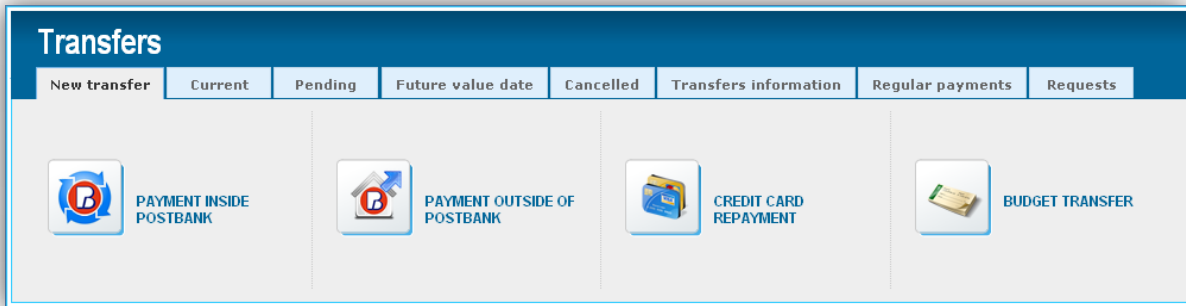 Transfers
New transfer Current Pending Future value date Cancelled Transfers information Regular payments Requests
PAYMENT INSIDE
POSTBANK
PAYMENT OUTSIDE OF
POSTBANK
CREDIT CARD
REPAYMENT
BUDGET TRANSFER